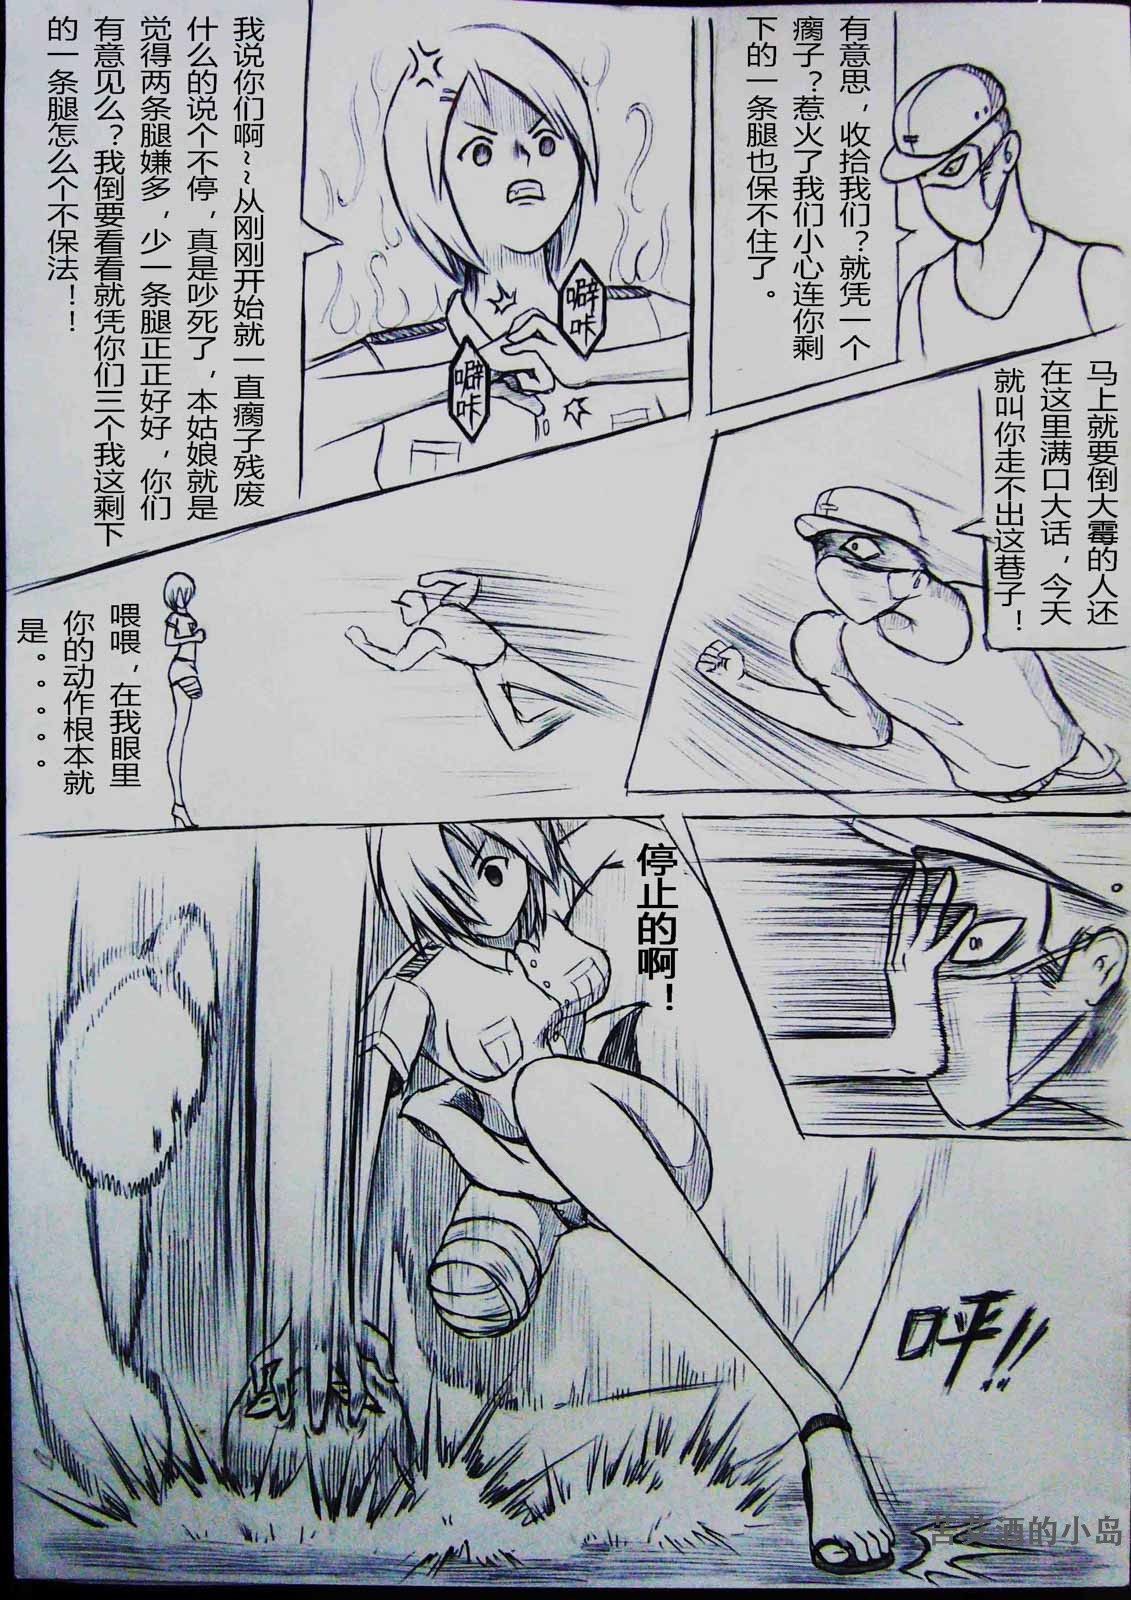 有意思，收拾我们？就凭一个
瘸子？惹火了我们小心连你剩
下的一条腿也保不住了。
噼咔
噼咔
我说你们啊~~从刚刚开始就一直瘸子残废
什么的说个不停，真是吵死了，本姑娘就是
觉得两条腿嫌多，少一条腿正正好好，你们
有意见么？我倒要看看就凭你们三个我这剩下
的一条腿怎么个不保法！！
马上就要倒大霉的人还
在这里满口大话，今天
就叫你走不出这巷子！
喂喂，在我眼里
你的动作根本就
是。。。。。
停止的啊！
呯!!
酒的小岛